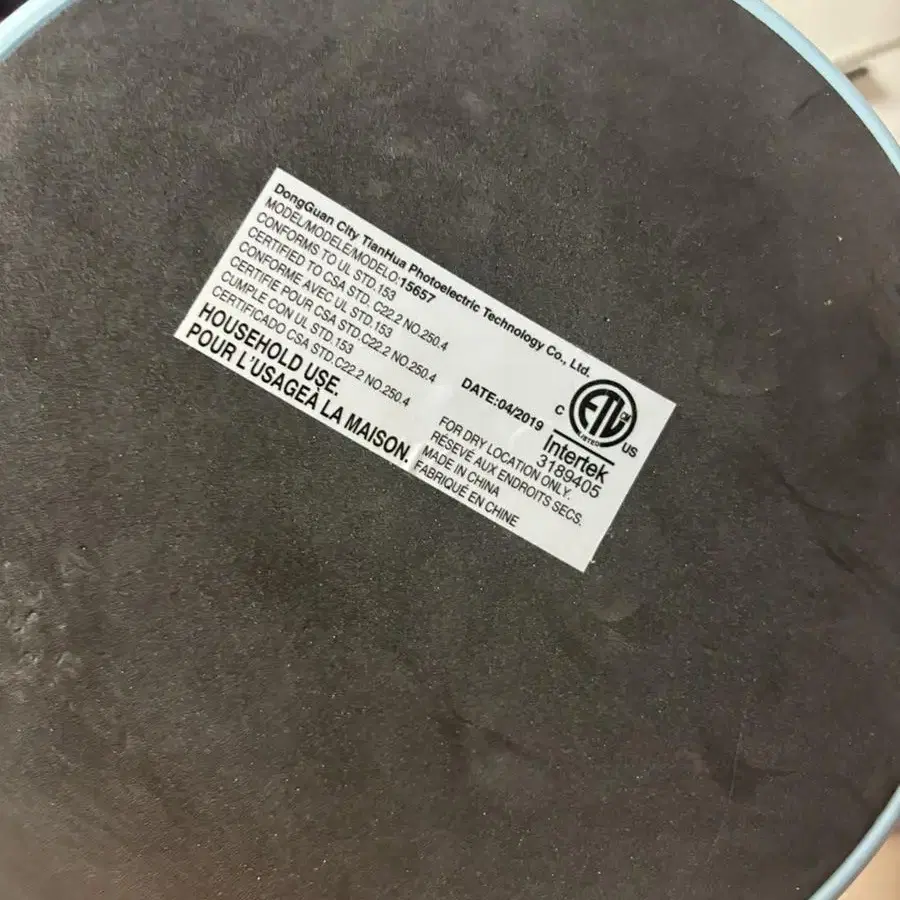 DongGuan City TianHua Photoelectric Technology Co., Ltd.
MODEL/MODELE/MODELO:15657
CONFORMS TO UL STD.153
CERTIFIED TO CSA STD. C22.2 NO.250.4
CONFORME AVEC UL STD.153
CERTIFIE POUR CSA STD.C22.2 NO.250.4
CUMPLE CON UL STD.153
CERTIFICADO CSA STD.C22.2 NO.250.4
HOUSEHOLD USE.
POUR L'USAGEÀ LA MAISON.
DATE:04/2019
C ETL CM US
LISTED
Intertek
3189405
FOR DRY LOCATION ONLY.
RÉSEVÉ AUX ENDROITS SECS.
MADE IN CHINA
FABRIQUÉ EN CHINE